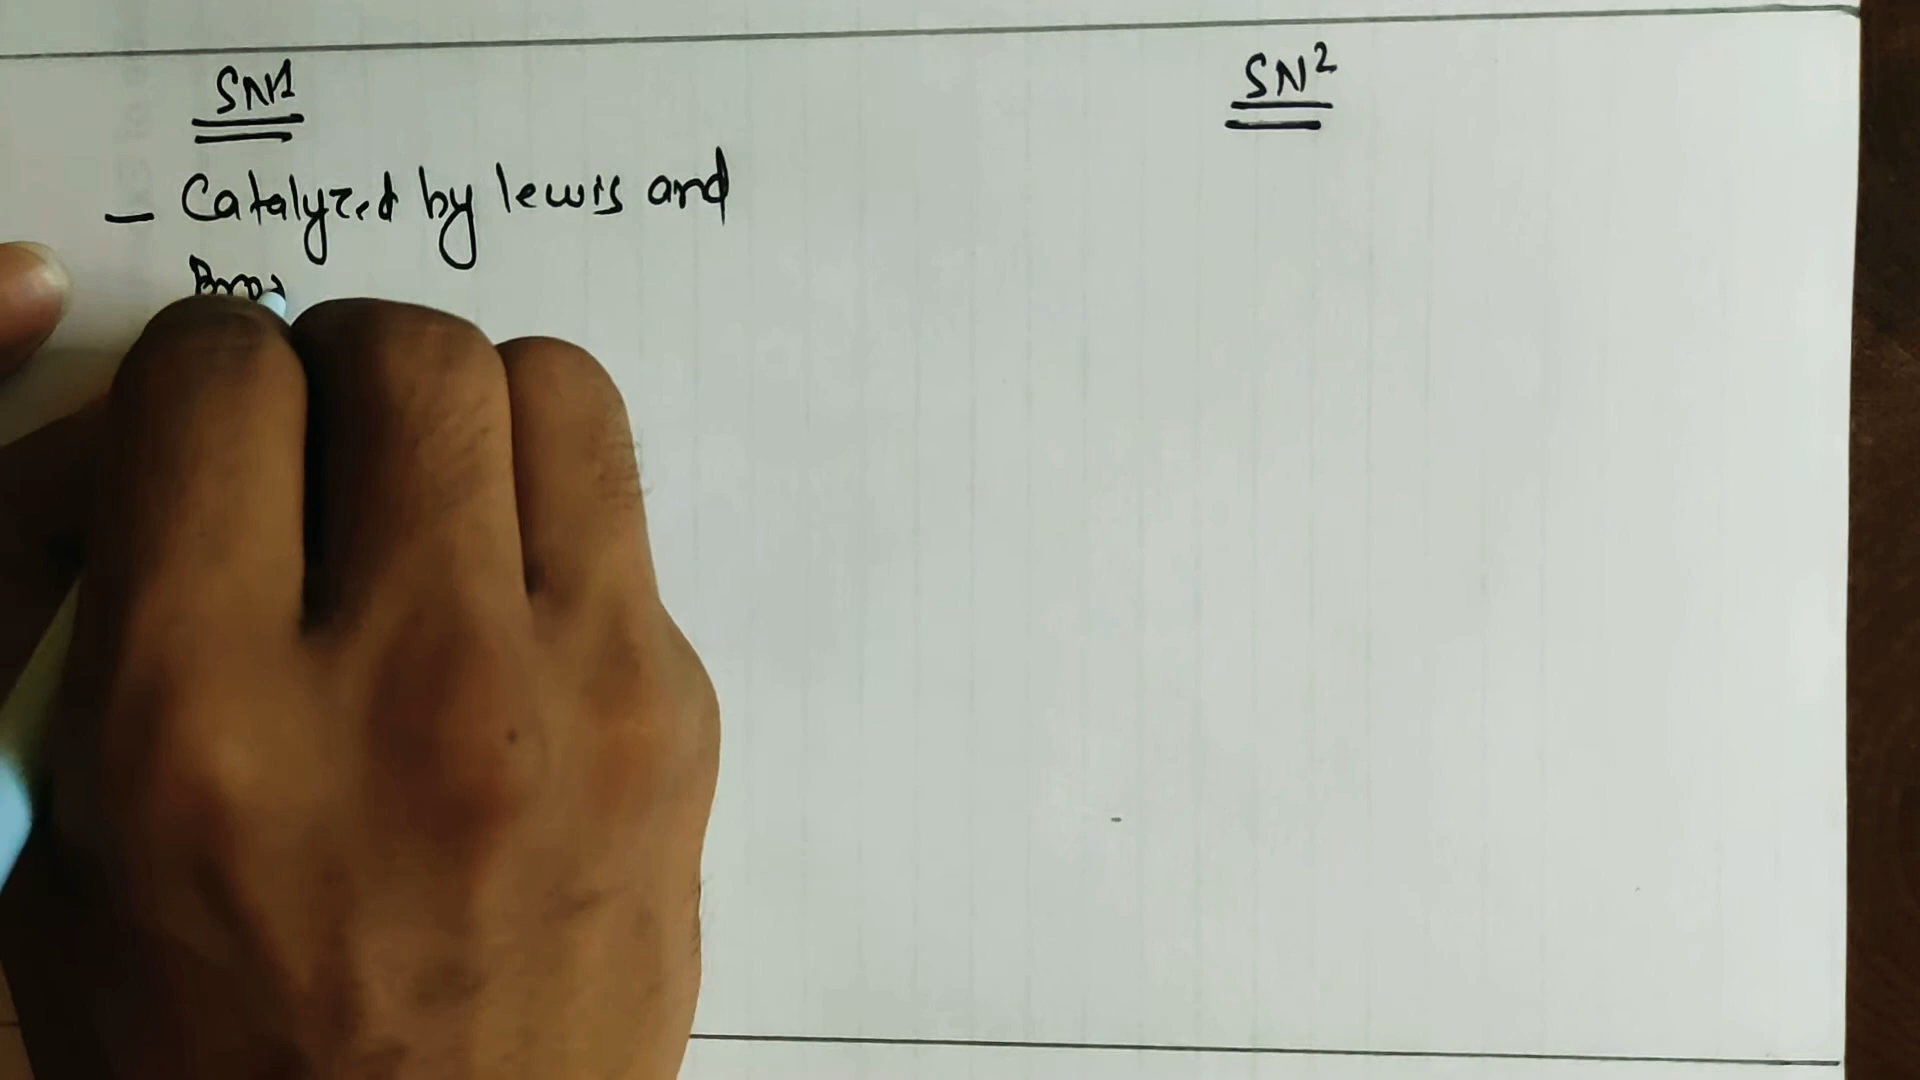 SN1
SN²
– Catalyzed by lewis and